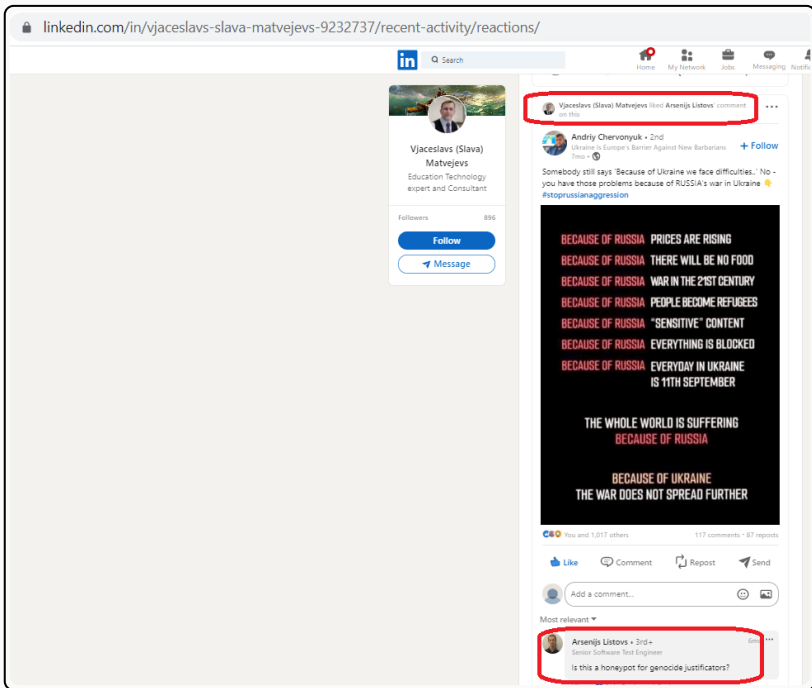 linkedin.com/in/vjaceslavs-slava-matvejevs-9232737/recent-activity/reactions/
in
Search
Home
My Network
Jobs
Messaging
Notifi
Vjaceslavs (Slava)
Matvejevs
Education Technology
expert and Consultant
Followers 896
Follow
Message
Vjaceslavs (Slava) Matvejevs liked Arsenijs Listovs' comment
on this
Andriy Chervonyuk • 2nd
Ukraine Is Europe's Barrier Against New Barbarians
7mo •
+ Follow
Somebody still says 'Because of Ukraine we face difficulties..' No -
you have those problems because of RUSSIA's war in Ukraine 👇
#stoprussianaggression
BECAUSE OF RUSSIA PRICES ARE RISING
BECAUSE OF RUSSIA THERE WILL BE NO FOOD
BECAUSE OF RUSSIA WAR IN THE 21ST CENTURY
BECAUSE OF RUSSIA PEOPLE BECOME REFUGEES
BECAUSE OF RUSSIA "SENSITIVE" CONTENT
BECAUSE OF RUSSIA EVERYTHING IS BLOCKED
BECAUSE OF RUSSIA EVERYDAY IN UKRAINE
IS 11TH SEPTEMBER
THE WHOLE WORLD IS SUFFERING
BECAUSE OF RUSSIA
BECAUSE OF UKRAINE
THE WAR DOES NOT SPREAD FURTHER
You and 1,017 others
117 comments • 87 reposts
Like
Comment
Repost
Send
Add a comment...
Most relevant
Arsenijs Listovs • 3rd+
6mo
Senior Software Test Engineer
Is this a honeypot for genocide justificators?